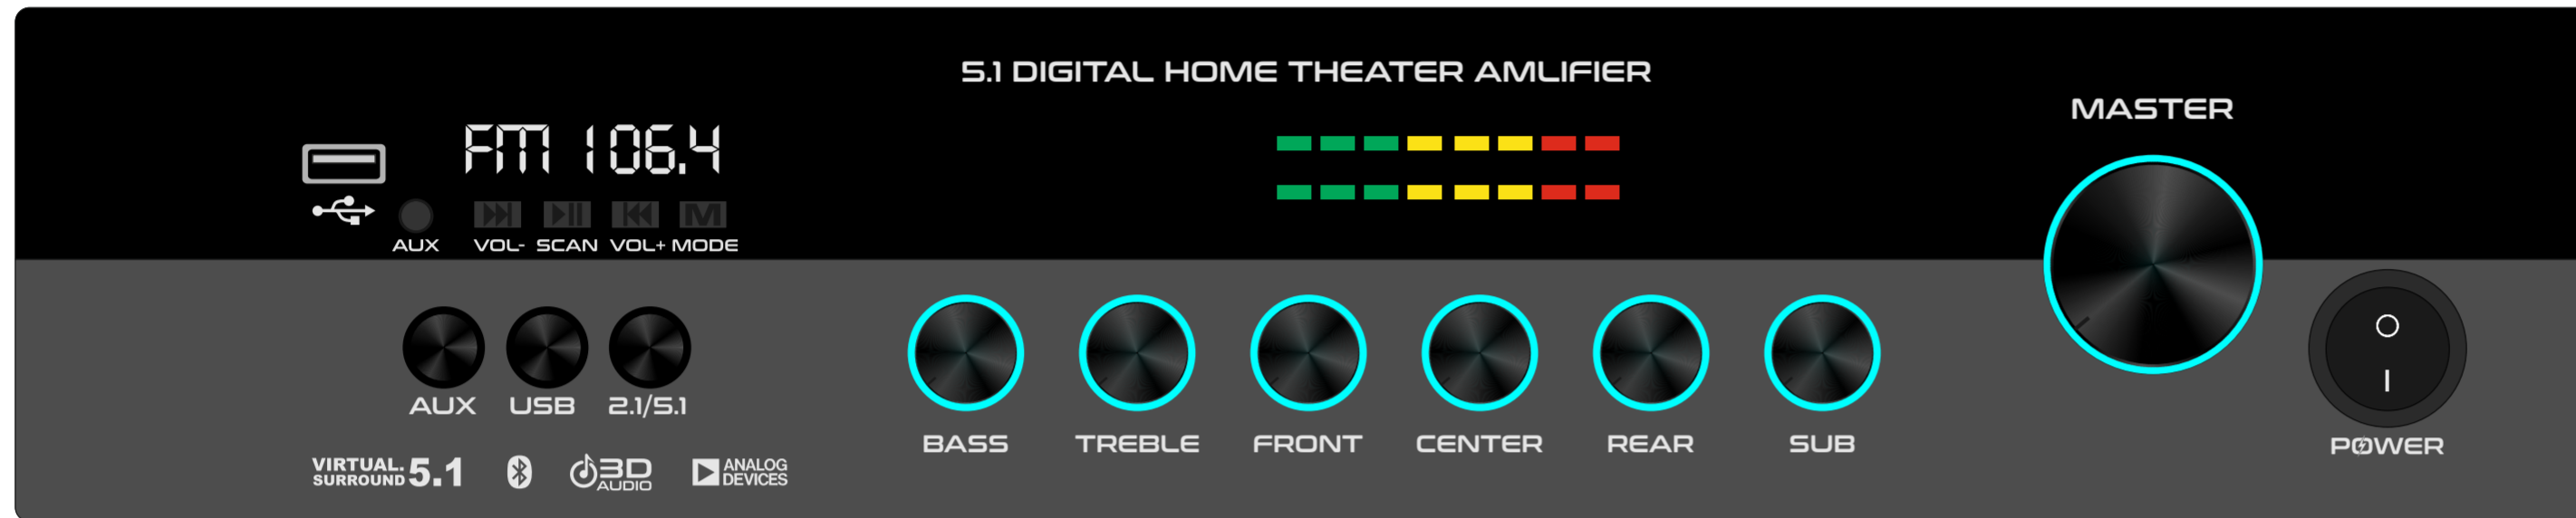 5.1 DIGITAL HOME THEATER AMLIFIER
MASTER
FM 106.4
M
AUX VOL- SCAN VOL+ MODE
AUX USB 2.1/5.1
BASS TREBLE FRONT CENTER REAR SUB
POWER
VIRTUAL.
SURROUND 5.1
3D
AUDIO
ANALOG
DEVICES